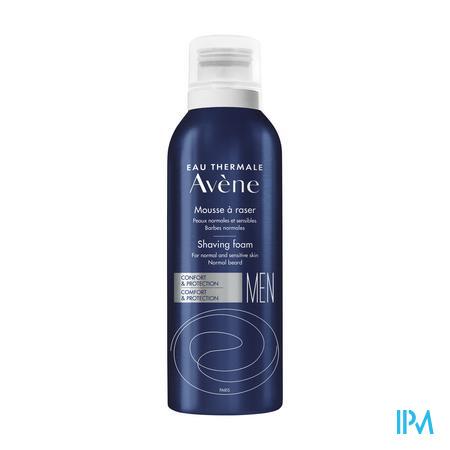 EAU THERMALE
Avène
Mousse à raser
Peaux normales et sensibles
Barbes normales
Shaving foam
For normal and sensitive skin
Normal beard
CONFORT
& PROTECTION
COMFORT
& PROTECTION
MEN
PARIS
IPM